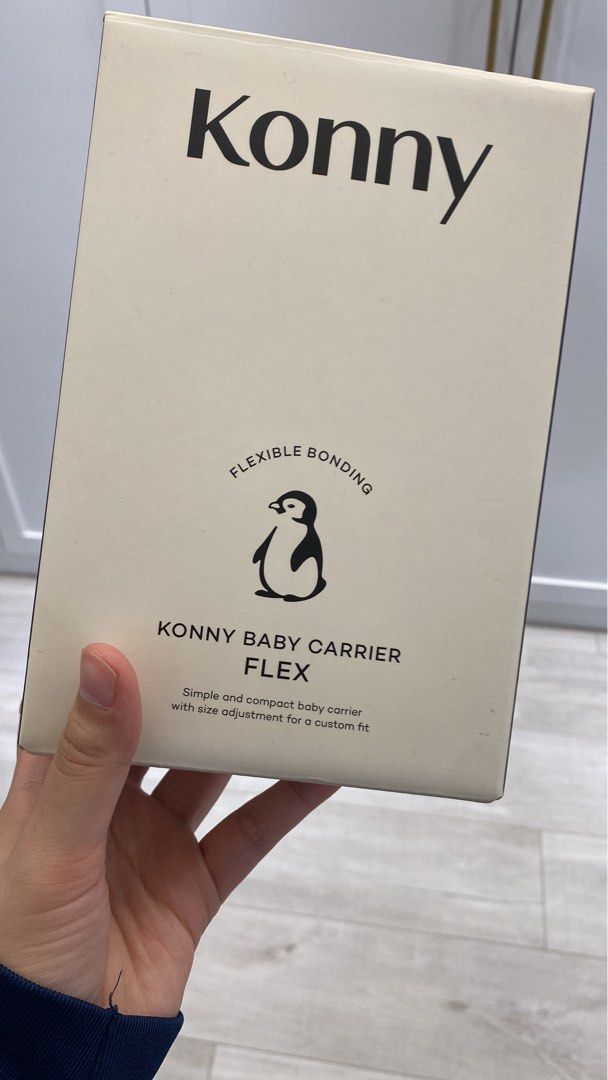 Konny
FLEXIBLE BONDING
KONNY BABY CARRIER
FLEX
Simple and compact baby carrier
with size adjustment for a custom fit